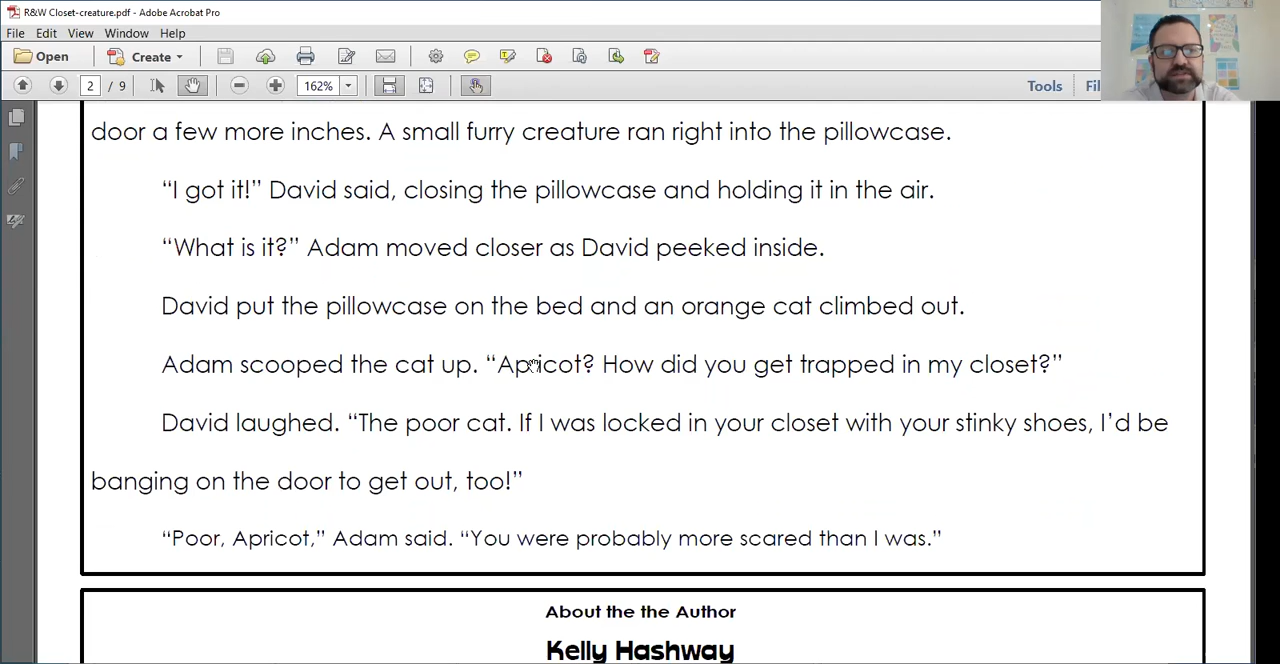 R&W Closet-creature.pdf - Adobe Acrobat Pro
File Edit View Window Help
Open Create
2 / 9 162% Tools Fil
door a few more inches. A small furry creature ran right into the pillowcase.
“I got it!” David said, closing the pillowcase and holding it in the air.
“What is it?” Adam moved closer as David peeked inside.
David put the pillowcase on the bed and an orange cat climbed out.
Adam scooped the cat up. “Apricot? How did you get trapped in my closet?”
David laughed. “The poor cat. If I was locked in your closet with your stinky shoes, I’d be
banging on the door to get out, too!”
“Poor, Apricot,” Adam said. “You were probably more scared than I was.”
About the the Author
Kelly Hashway